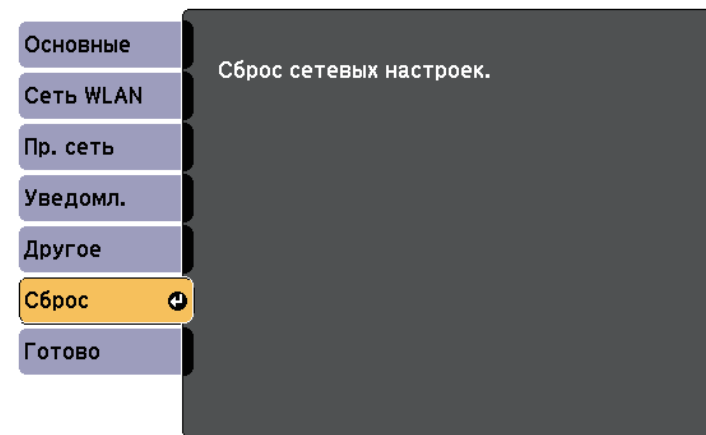 Основные
Сеть WLAN
Пр. сеть
Уведомл.
Другое
Сброс
Готово
Сброс сетевых настроек.